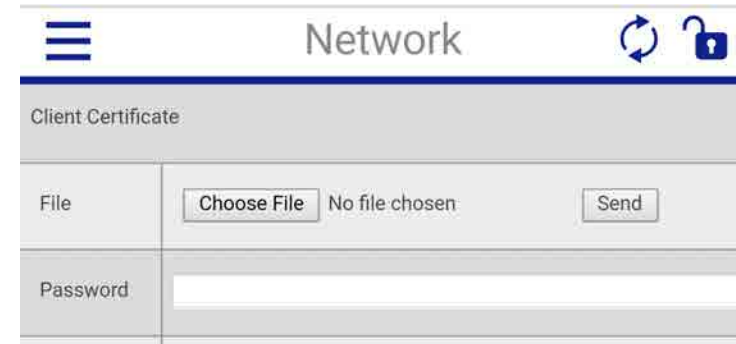 Network
Client Certificate
File Choose File No file chosen Send
Password